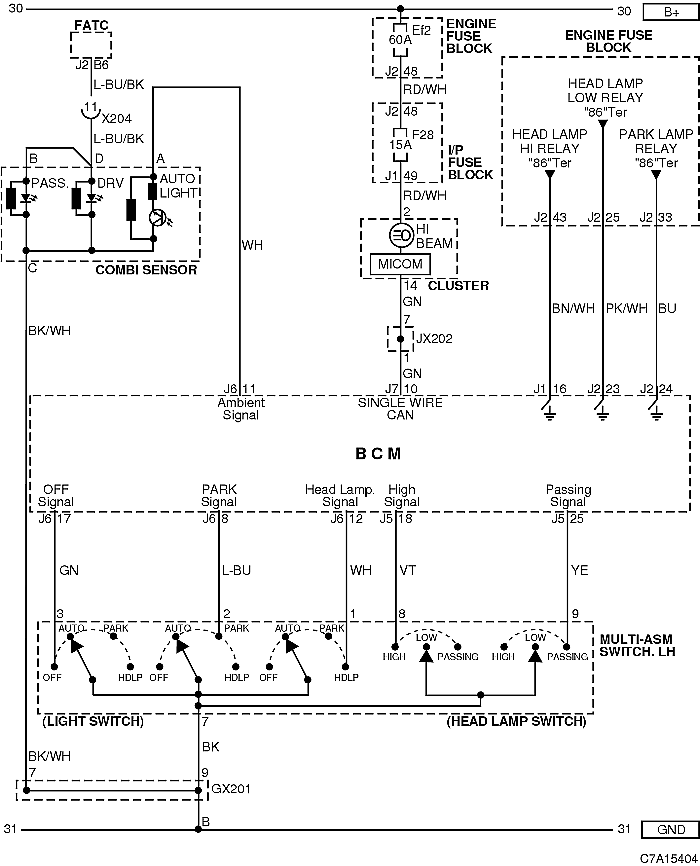 30
30
B+
FATC
J2 B6
L-BU/BK
11
X204
L-BU/BK
B
D
A
PASS.
DRV
AUTO
LIGHT
COMBI SENSOR
C
WH
BK/WH
Ef2
60A
ENGINE
FUSE
BLOCK
J2 48
RD/WH
J2 48
F28
15A
I/P
FUSE
BLOCK
J1 49
RD/WH
2
HI
BEAM
MICOM
CLUSTER
14
GN
7
JX202
1
GN
ENGINE FUSE
BLOCK
HEAD LAMP
LOW RELAY
"86"Ter
HEAD LAMP
HI RELAY
"86"Ter
PARK LAMP
RELAY
"86"Ter
J2 43
J2 25
J2 33
BN/WH
PK/WH
BU
J6 11
J7 10
J1 16
J2 23
J2 24
Ambient
Signal
SINGLE WIRE
CAN
BCM
OFF
Signal
PARK
Signal
Head Lamp.
Signal
High
Signal
Passing
Signal
J6 17
J6 8
J6 12
J5 18
J5 25
GN
L-BU
WH
VT
YE
3
2
1
8
9
AUTO
PARK
OFF
HDLP
AUTO
PARK
OFF
HDLP
AUTO
PARK
OFF
HDLP
LOW
HIGH
PASSING
LOW
HIGH
PASSING
MULTI-ASM
SWITCH. LH
(LIGHT SWITCH)
7
(HEAD LAMP SWITCH)
BK
BK/WH
7
9
GX201
B
31
31
GND
C7A15404